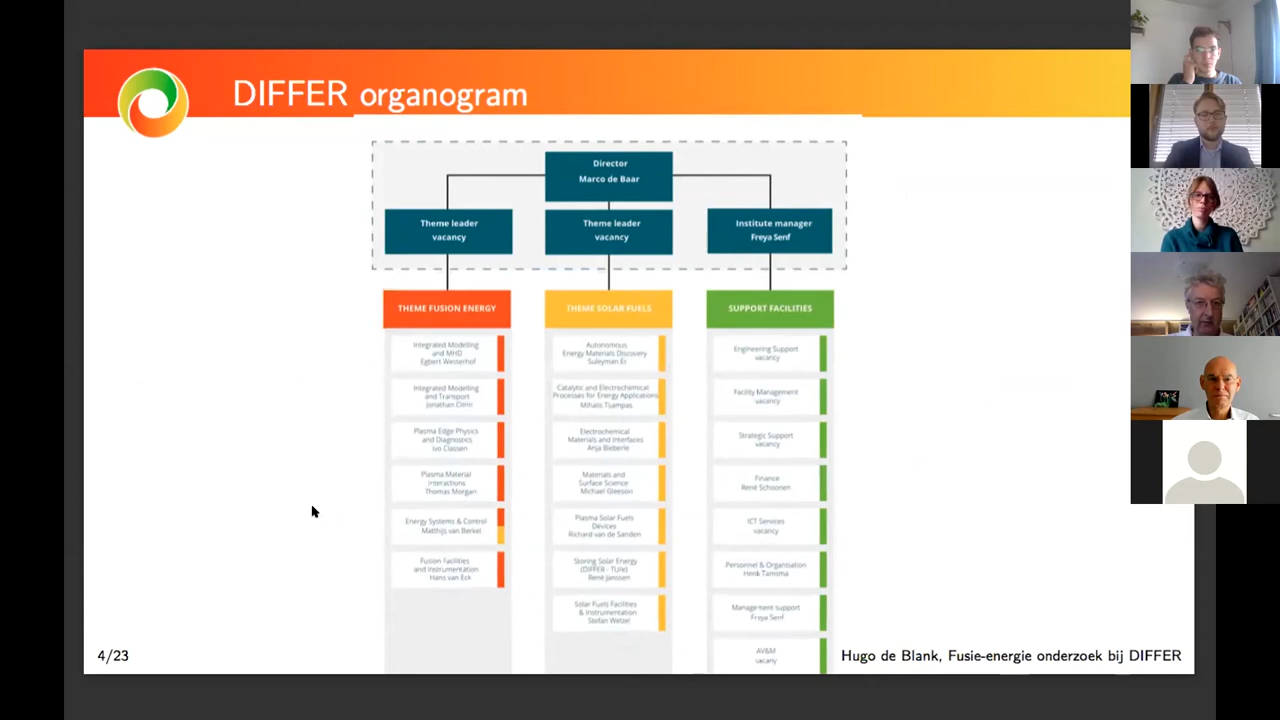 DIFFER organogram
Director
Marco de Baar
Theme leader
vacancy
Theme leader
vacancy
Institute manager
Freya Senf
THEME FUSION ENERGY
Integrated Modelling
and MHD
Egbert Westerhof
Integrated Modelling
and Transport
Jonathan Citrin
Plasma Edge Physics
and Diagnostics
Ivo Classen
Plasma Material
Interactions
Thomas Morgan
Energy Systems & Control
Matthijs van Berkel
Fusion Facilities
and Instrumentation
Hans van Eck
THEME SOLAR FUELS
Autonomous
Energy Materials Discovery
Suleyman Er
Catalytic and Electrochemical
Processes for Energy Applications
Mihalis Tsampas
Electrochemical
Materials and Interfaces
Anja Bieberle
Materials and
Surface Science
Michael Gleeson
Plasma Solar Fuels
Devices
Richard van de Sanden
Storing Solar Energy
(DIFFER - TU/e)
René Janssen
Solar Fuels Facilities
& Instrumentation
Stefan Welzel
SUPPORT FACILITIES
Engineering Support
vacancy
Facility Management
vacancy
Strategic Support
vacancy
Finance
René Schoonen
ICT Services
vacancy
Personnel & Organisation
Henk Tamsma
Management support
Freya Senf
AV&M
vacany
4/23
Hugo de Blank, Fusie-energie onderzoek bij DIFFER